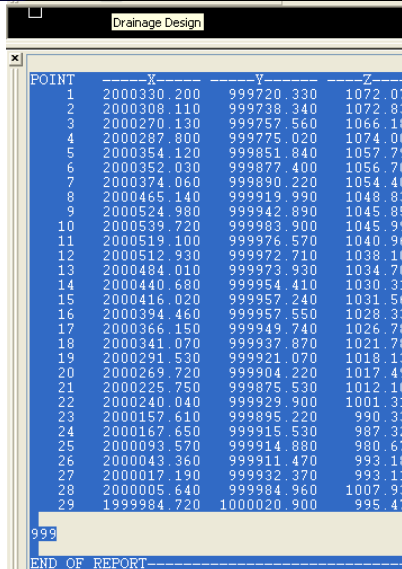 Drainage Design
POINT -----X----- -----Y------ ----Z-
1 2000330.200 999720.330 1072.0
2 2000308.110 999738.340 1072.8
3 2000270.130 999757.560 1066.1
4 2000287.800 999775.020 1074.0
5 2000354.120 999851.840 1057.7
6 2000352.030 999877.400 1056.7
7 2000374.060 999890.220 1054.4
8 2000465.140 999919.990 1048.8
9 2000524.980 999942.890 1045.8
10 2000539.720 999983.900 1045.9
11 2000519.100 999976.570 1040.9
12 2000512.930 999972.710 1038.1
13 2000484.010 999973.930 1034.7
14 2000440.680 999954.410 1030.3
15 2000416.020 999957.240 1031.5
16 2000394.460 999957.550 1028.3
17 2000366.150 999949.740 1026.7
18 2000341.070 999937.870 1021.7
19 2000291.530 999921.070 1018.1
20 2000269.720 999904.220 1017.4
21 2000225.750 999875.530 1012.1
22 2000240.040 999929.900 1001.3
23 2000157.610 999895.220 990.3
24 2000167.650 999915.530 987.3
25 2000093.570 999914.880 980.6
26 2000043.360 999911.470 993.1
27 2000017.190 999932.370 993.1
28 2000005.640 999984.960 1007.9
29 1999984.720 1000020.900 995.4
999
END OF REPORT------------------------